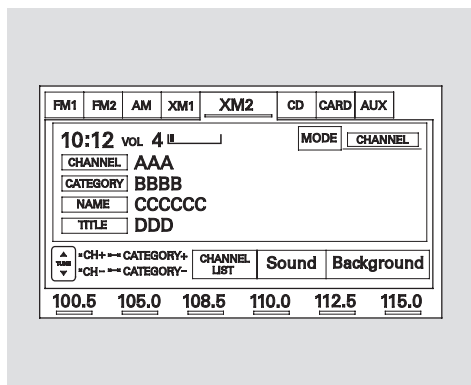 FM1 FM2 AM XM1 XM2 CD CARD AUX
10:12 VOL 4 MODE CHANNEL
CHANNEL AAA
CATEGORY BBBB
NAME CCCCCC
TITLE DDD
TUNE CH+ CATEGORY+ CHANNEL LIST Sound Background
CH- CATEGORY-
100.5 105.0 108.5 110.0 112.5 115.0